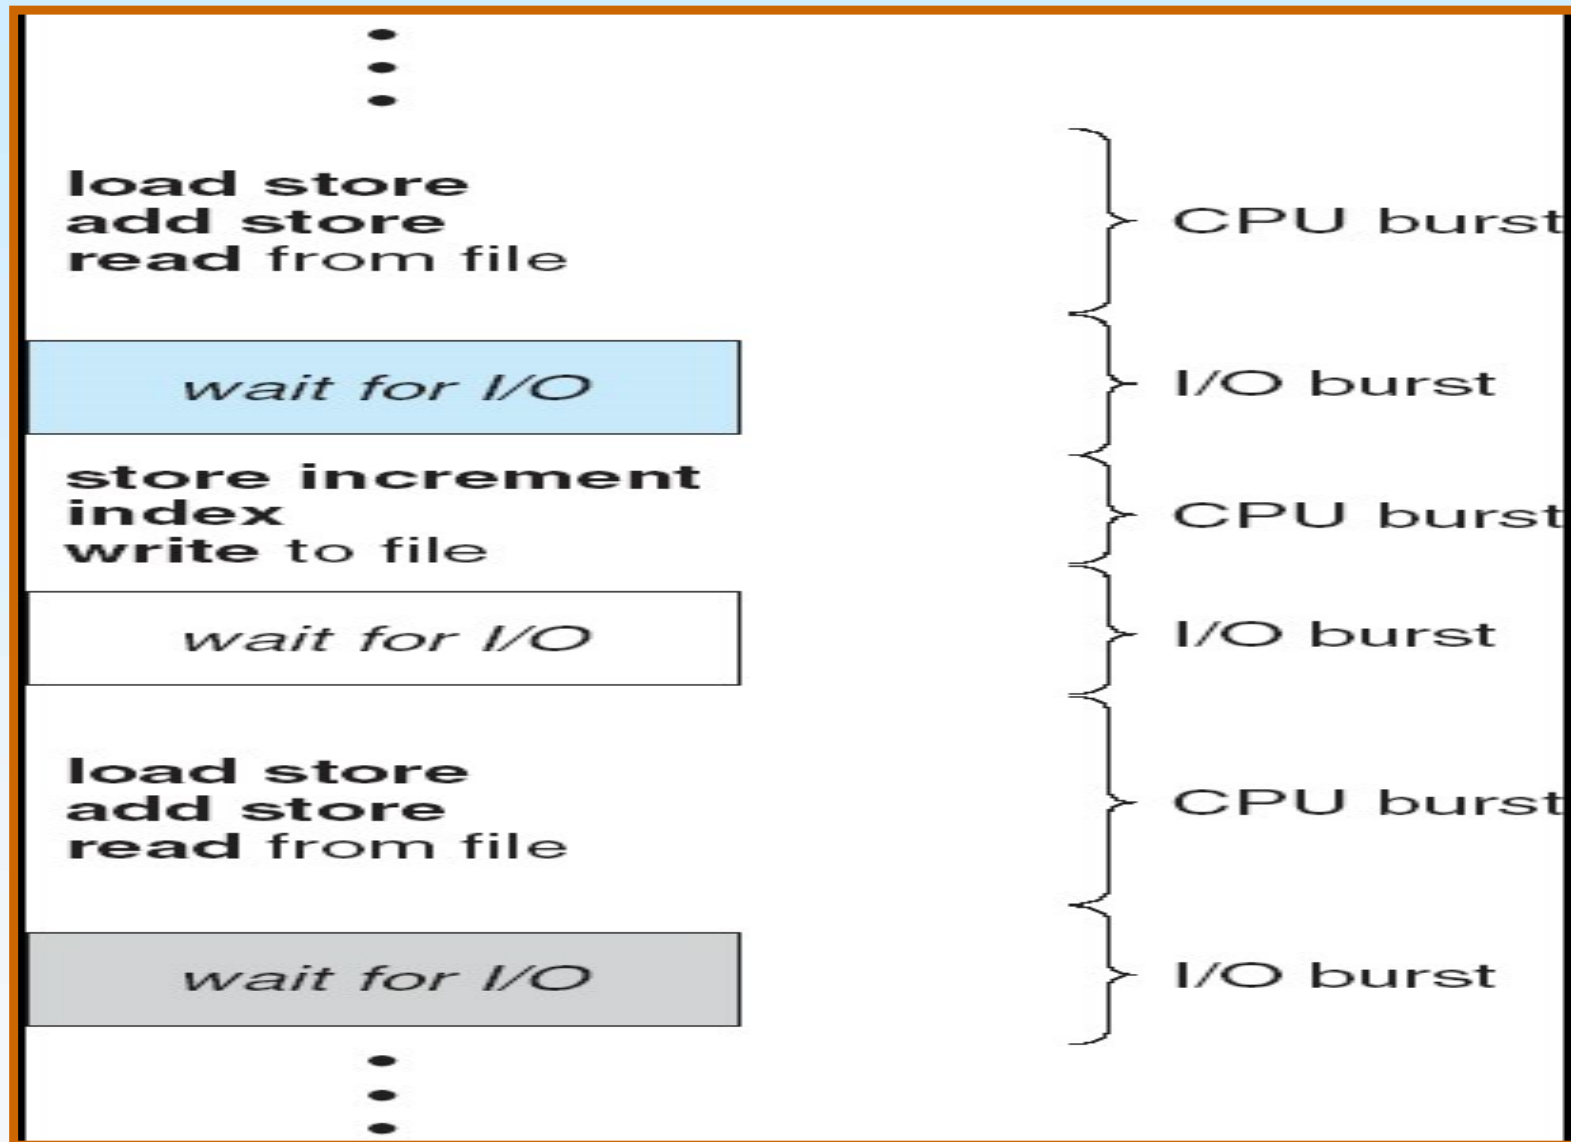 load store
add store
read from file
CPU burst
wait for I/O
I/O burst
store increment
index
write to file
CPU burst
wait for I/O
I/O burst
load store
add store
read from file
CPU burst
wait for I/O
I/O burst